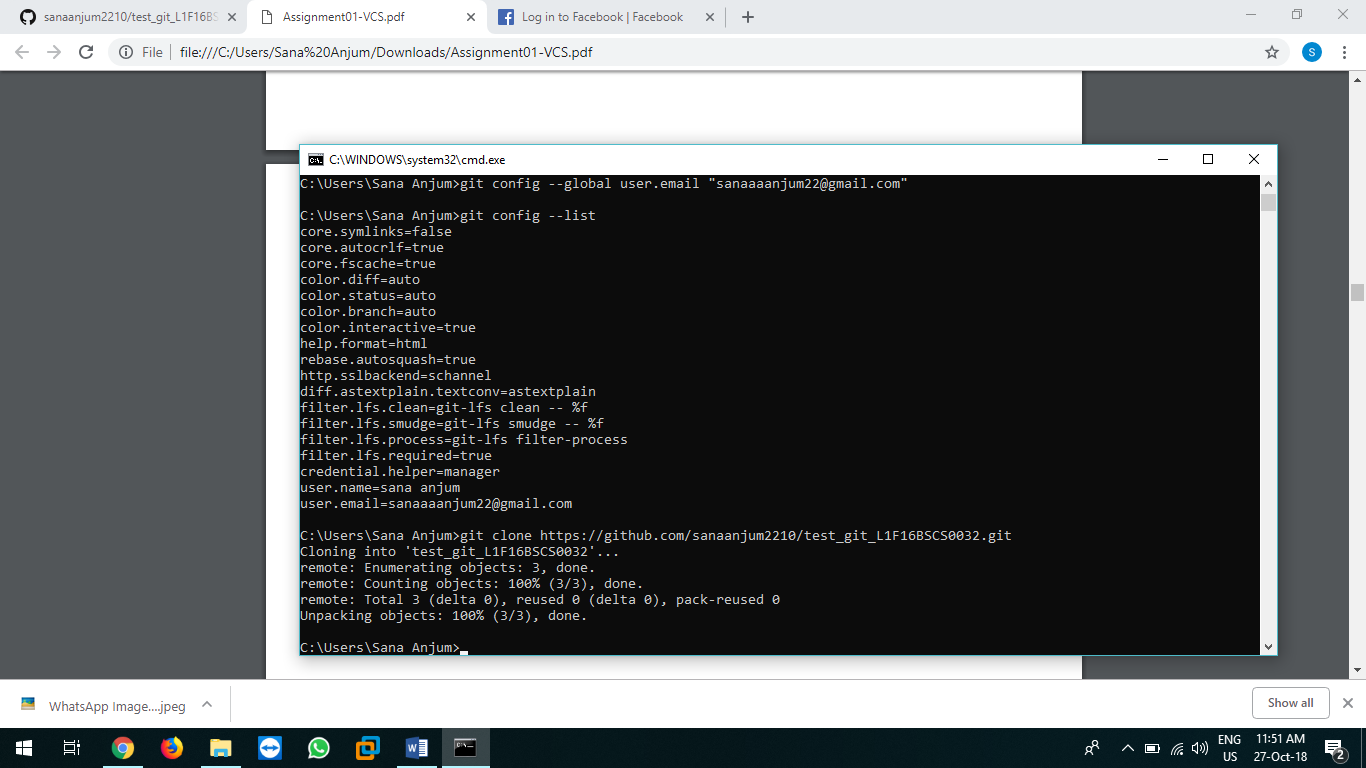 sanaanjum2210/test_git_L1F16BS
Assignment01-VCS.pdf
Log in to Facebook | Facebook
File
file:///C:/Users/Sana%20Anjum/Downloads/Assignment01-VCS.pdf
S
C:\WINDOWS\system32\cmd.exe
C:\Users\Sana Anjum>git config --global user.email "sanaaaanjum22@gmail.com"
C:\Users\Sana Anjum>git config --list
core.symlinks=false
core.autocrlf=true
core.fscache=true
color.diff=auto
color.status=auto
color.branch=auto
color.interactive=true
help.format=html
rebase.autosquash=true
http.sslbackend=schannel
diff.astextplain.textconv=astextplain
filter.lfs.clean=git-lfs clean -- %f
filter.lfs.smudge=git-lfs smudge -- %f
filter.lfs.process=git-lfs filter-process
filter.lfs.required=true
credential.helper=manager
user.name=sana anjum
user.email=sanaaaanjum22@gmail.com
C:\Users\Sana Anjum>git clone https://github.com/sanaanjum2210/test_git_L1F16BSCS0032.git
Cloning into 'test_git_L1F16BSCS0032'...
remote: Enumerating objects: 3, done.
remote: Counting objects: 100% (3/3), done.
remote: Total 3 (delta 0), reused 0 (delta 0), pack-reused 0
Unpacking objects: 100% (3/3), done.
C:\Users\Sana Anjum>
WhatsApp Image....jpeg
Show all
ENG
US
11:51 AM
27-Oct-18
2